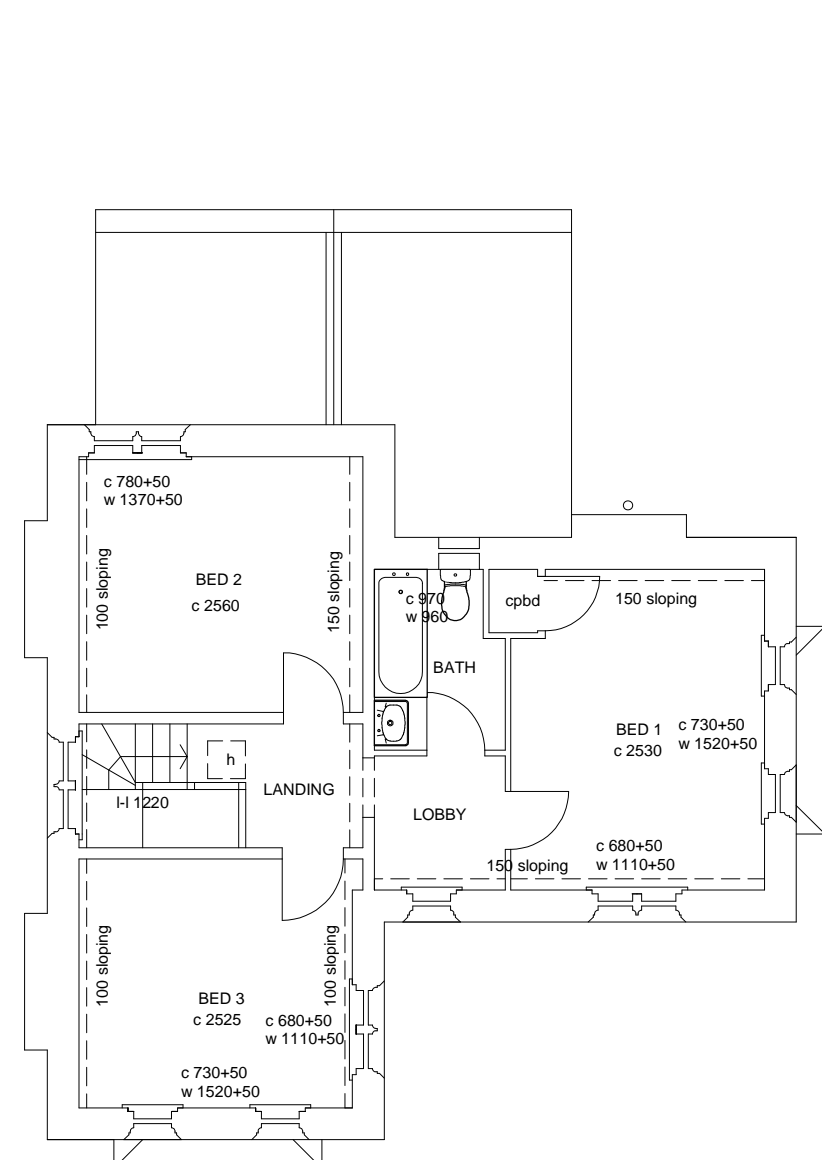 c 780+50
w 1370+50
100 sloping
BED 2
c 2560
150 sloping
c 970
w 960
cpbd
150 sloping
BATH
BED 1
c 2530
c 730+50
w 1520+50
h
LANDING
l-l 1220
LOBBY
c 680+50
w 1110+50
150 sloping
100 sloping
BED 3
c 2525
100 sloping
c 680+50
w 1110+50
c 730+50
w 1520+50